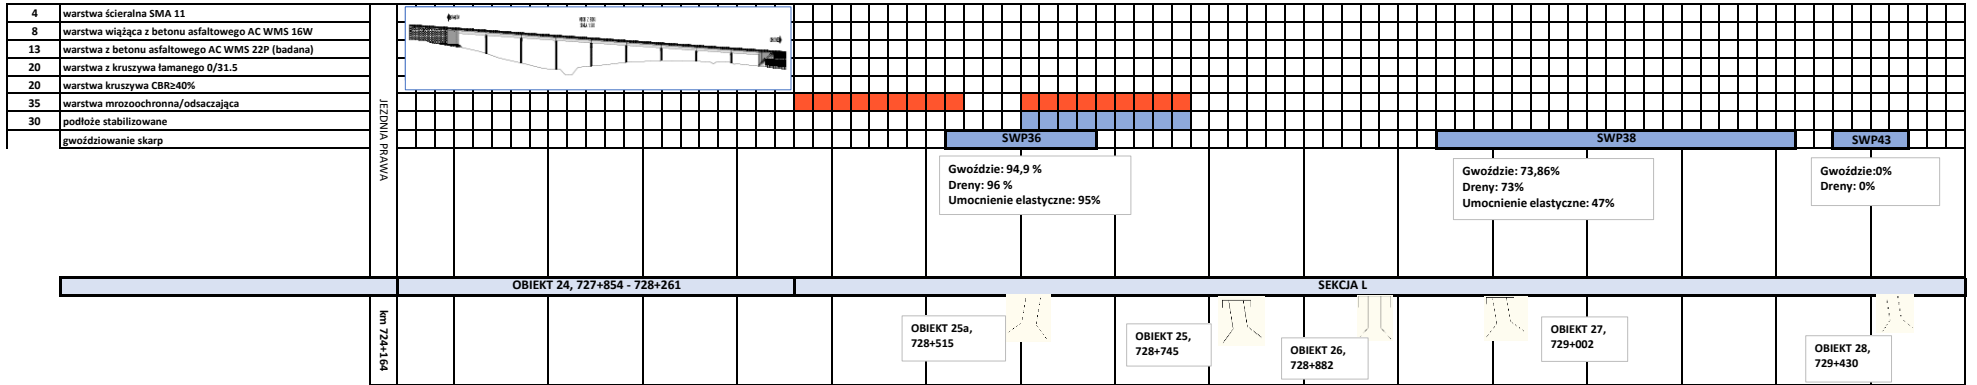 4 warstwa ścieralna SMA 11
8 warstwa wiążąca z betonu asfaltowego AC WMS 16W
13 warstwa z betonu asfaltowego AC WMS 22P (badana)
20 warstwa z kruszywa łamanego 0/31.5
20 warstwa kruszywa CBR≥40%
35 warstwa mrozoochronna/odsaczająca
30 podłoże stabilizowane
gwoździowanie skarp
JEZDNIA PRAWA
SWP36
SWP38
SWP43
Gwoździe: 94,9 %
Dreny: 96 %
Umocnienie elastyczne: 95%
Gwoździe: 73,86%
Dreny: 73%
Umocnienie elastyczne: 47%
Gwoździe:0%
Dreny: 0%
OBIEKT 24, 727+854 - 728+261
SEKCJA L
km 724+164
OBIEKT 25a,
728+515
OBIEKT 25,
728+745
OBIEKT 26,
728+882
OBIEKT 27,
729+002
OBIEKT 28,
729+430